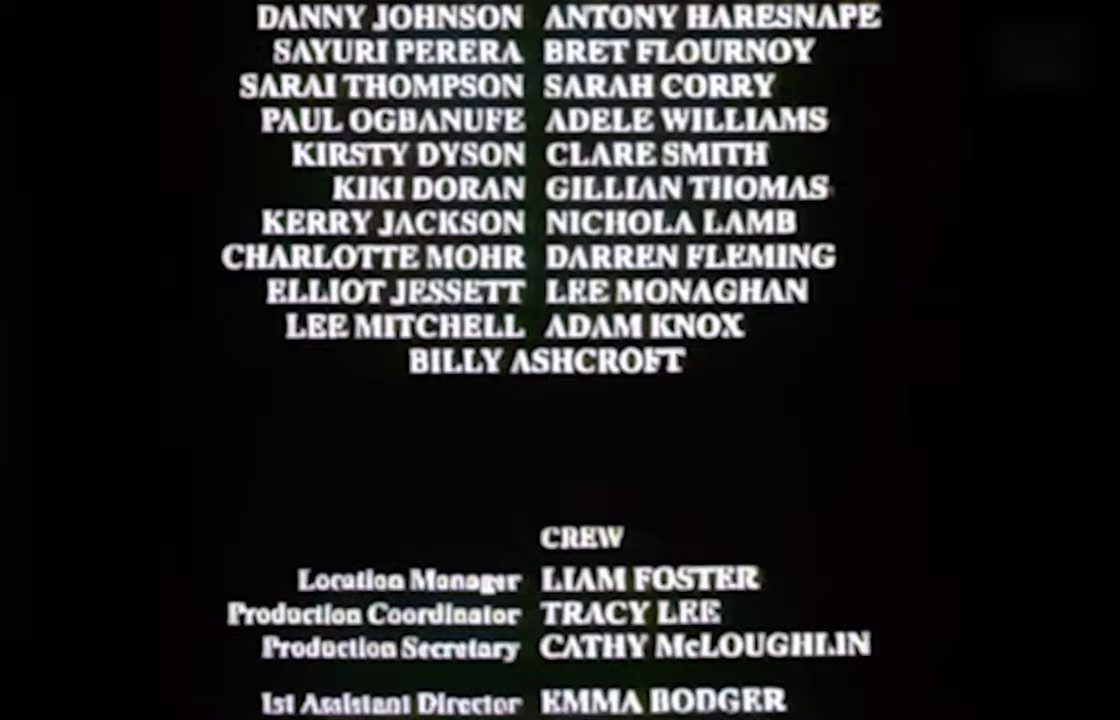 DANNY JOHNSON ANTONY HARESNAPE
SAYURI PERERA BRET FLOURNOY
SARAI THOMPSON SARAH CORRY
PAUL OGBANUFE ADELE WILLIAMS
KIRSTY DYSON CLARE SMITH
KIKI DORAN GILLIAN THOMAS
KERRY JACKSON NICHOLA LAMB
CHARLOTTE MOHR DARREN FLEMING
ELLIOT JESSETT LEE MONAGHAN
LEE MITCHELL ADAM KNOX
BILLY ASHCROFT
CREW
Location Manager LIAM FOSTER
Production Coordinator TRACY LEE
Production Secretary CATHY McLOUGHLIN
1st Assistant Director EMMA BODGER